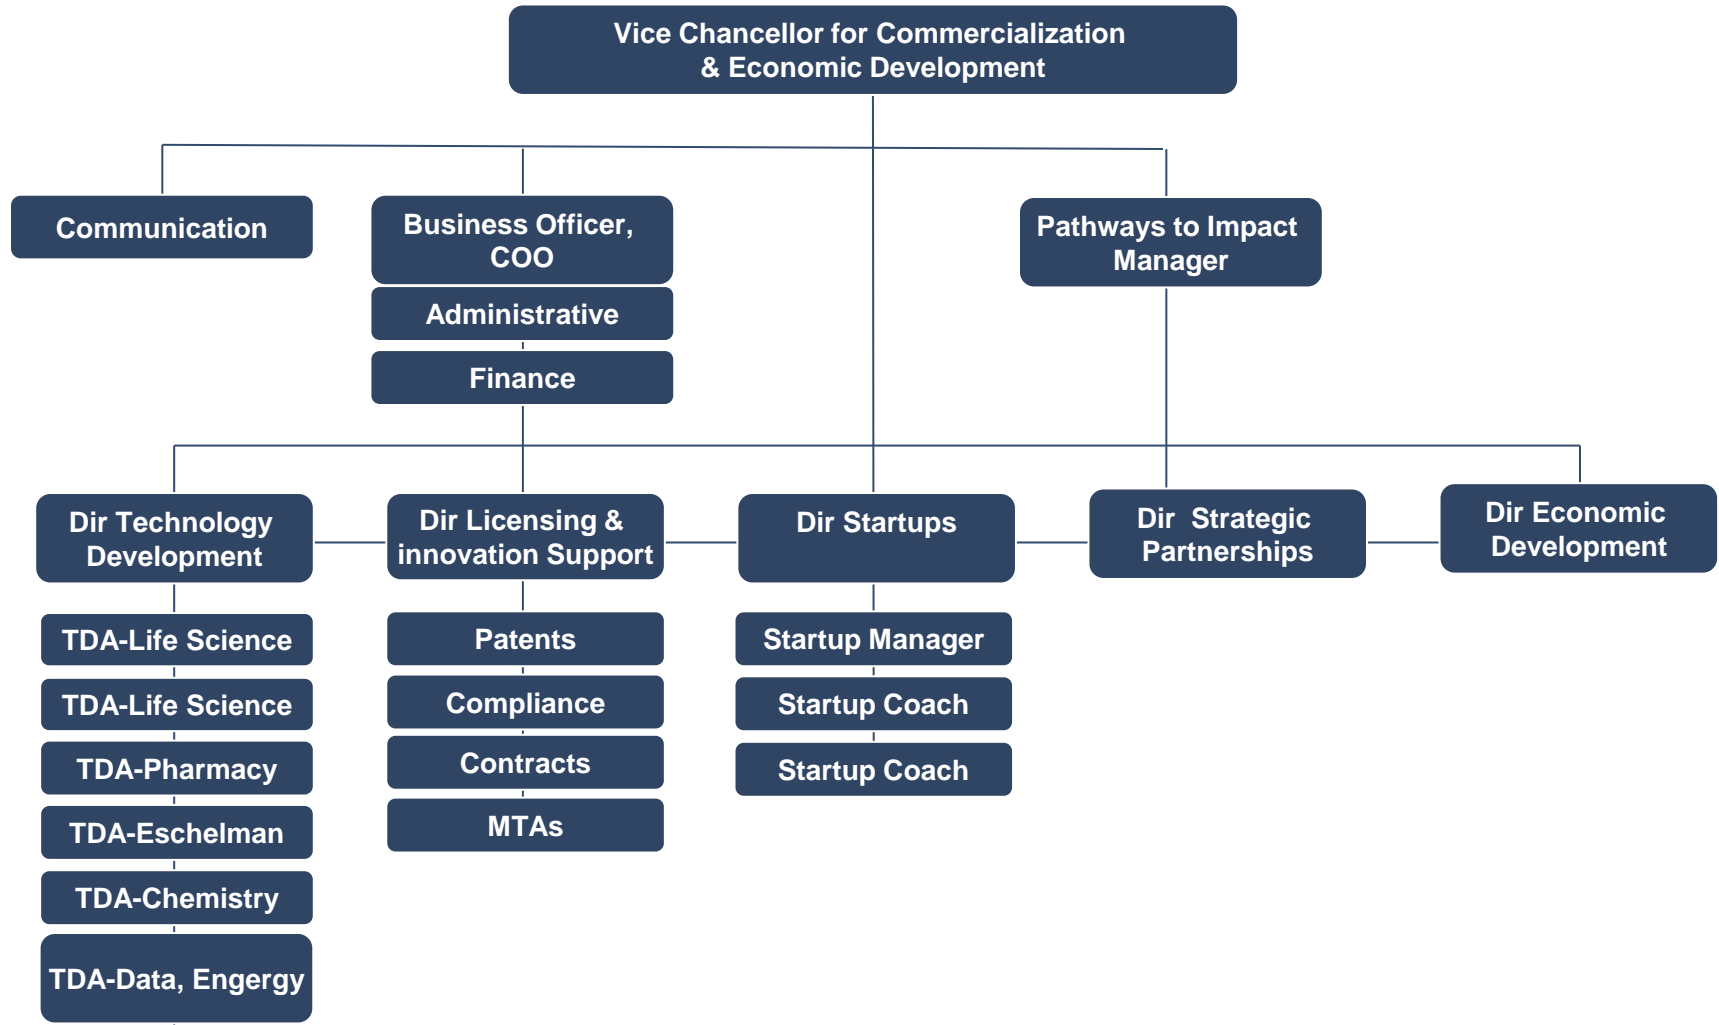 Vice Chancellor for Commercialization
& Economic Development
Communication
Business Officer,
COO
Pathways to Impact
Manager
Administrative
Finance
Dir Technology
Development
Dir Licensing &
innovation Support
Dir Startups
Dir Strategic
Partnerships
Dir Economic
Development
TDA-Life Science
TDA-Life Science
TDA-Pharmacy
TDA-Eschelman
TDA-Chemistry
TDA-Data, Engergy
Patents
Compliance
Contracts
MTAs
Startup Manager
Startup Coach
Startup Coach